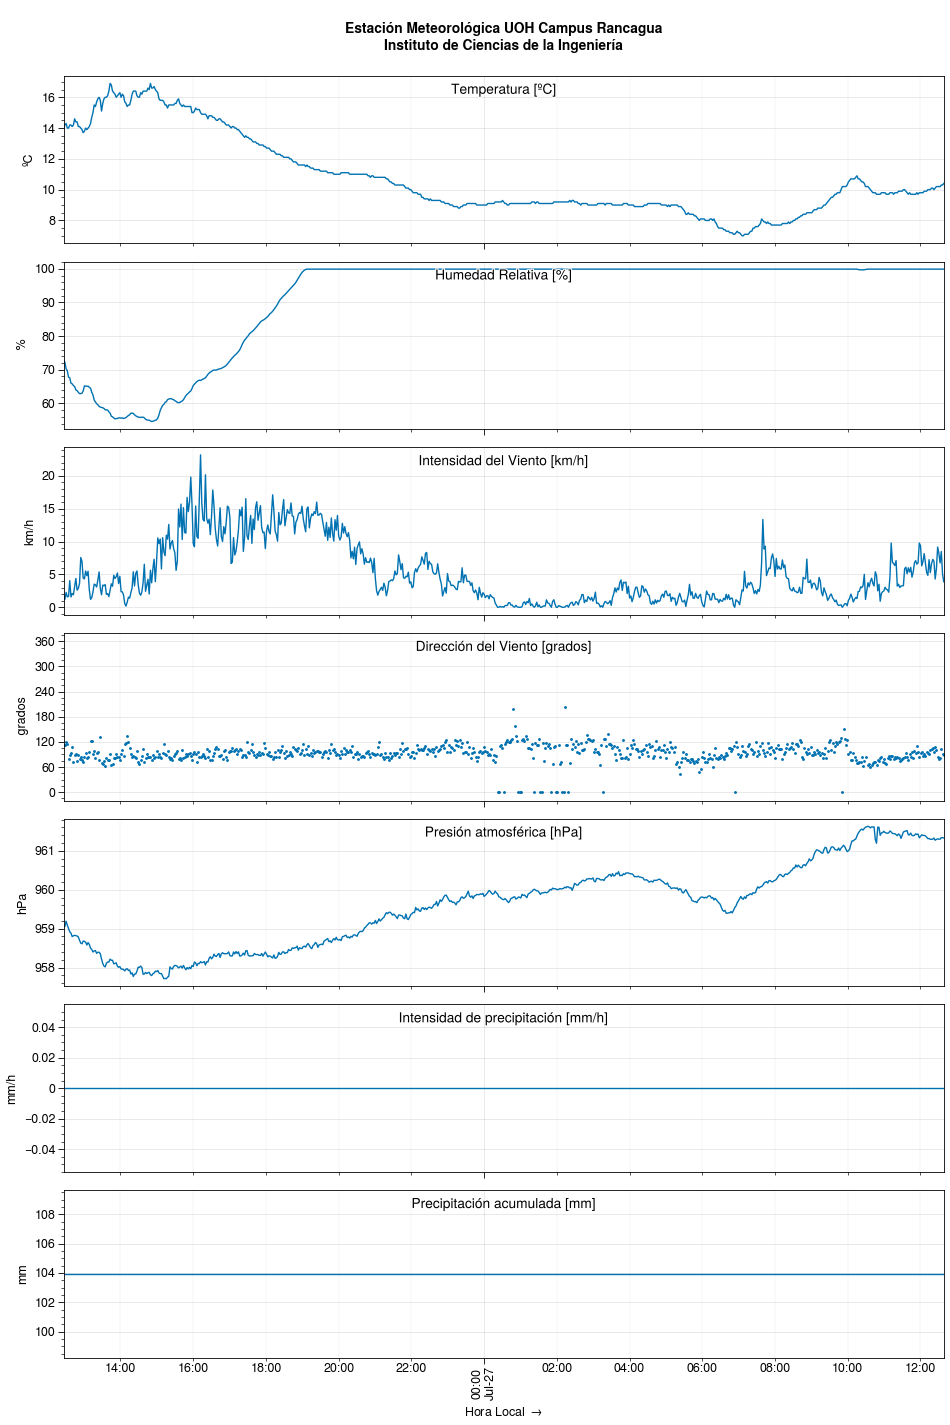 Estación Meteorológica UOH Campus Rancagua
Instituto de Ciencias de la Ingeniería
Temperatura [ºC]
ºC
16
14
12
10
8
Humedad Relativa [%]
%
100
90
80
70
60
Intensidad del Viento [km/h]
km/h
20
15
10
5
0
Dirección del Viento [grados]
grados
360
300
240
180
120
60
0
Presión atmosférica [hPa]
hPa
961
960
959
958
Intensidad de precipitación [mm/h]
mm/h
0.04
0.02
0
−0.02
−0.04
Precipitación acumulada [mm]
mm
108
106
104
102
100
14:00 16:00 18:00 20:00 22:00 00:00 02:00 04:00 06:00 08:00 10:00 12:00
Jul-27
Hora Local →